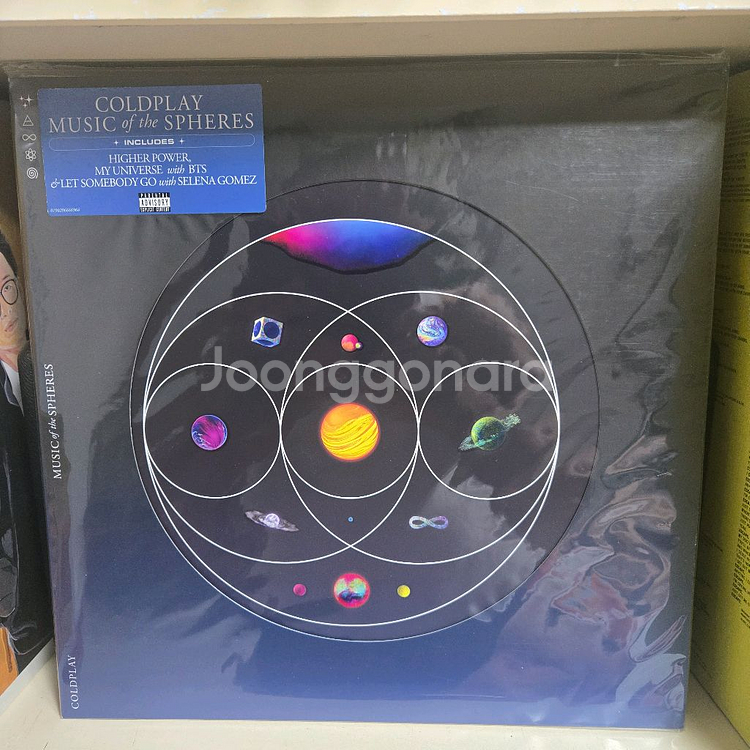 COLDPLAY
MUSIC of the SPHERES
INCLUDES
HIGHER POWER,
MY UNIVERSE with BTS
& LET SOMEBODY GO with SELENA GOMEZ
PARENTAL
ADVISORY
EXPLICIT CONTENT
Joonggonara
MUSIC of the SPHERES
COLDPLAY